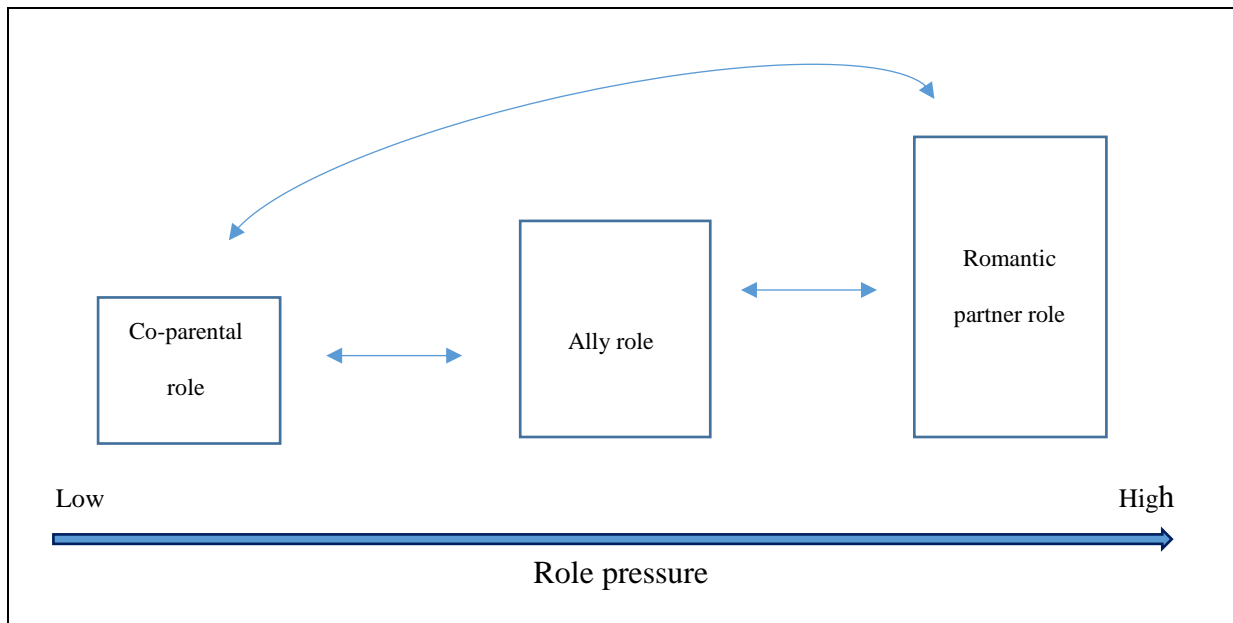 Co-parental
role
Ally role
Romantic
partner role
Low
High
Role pressure